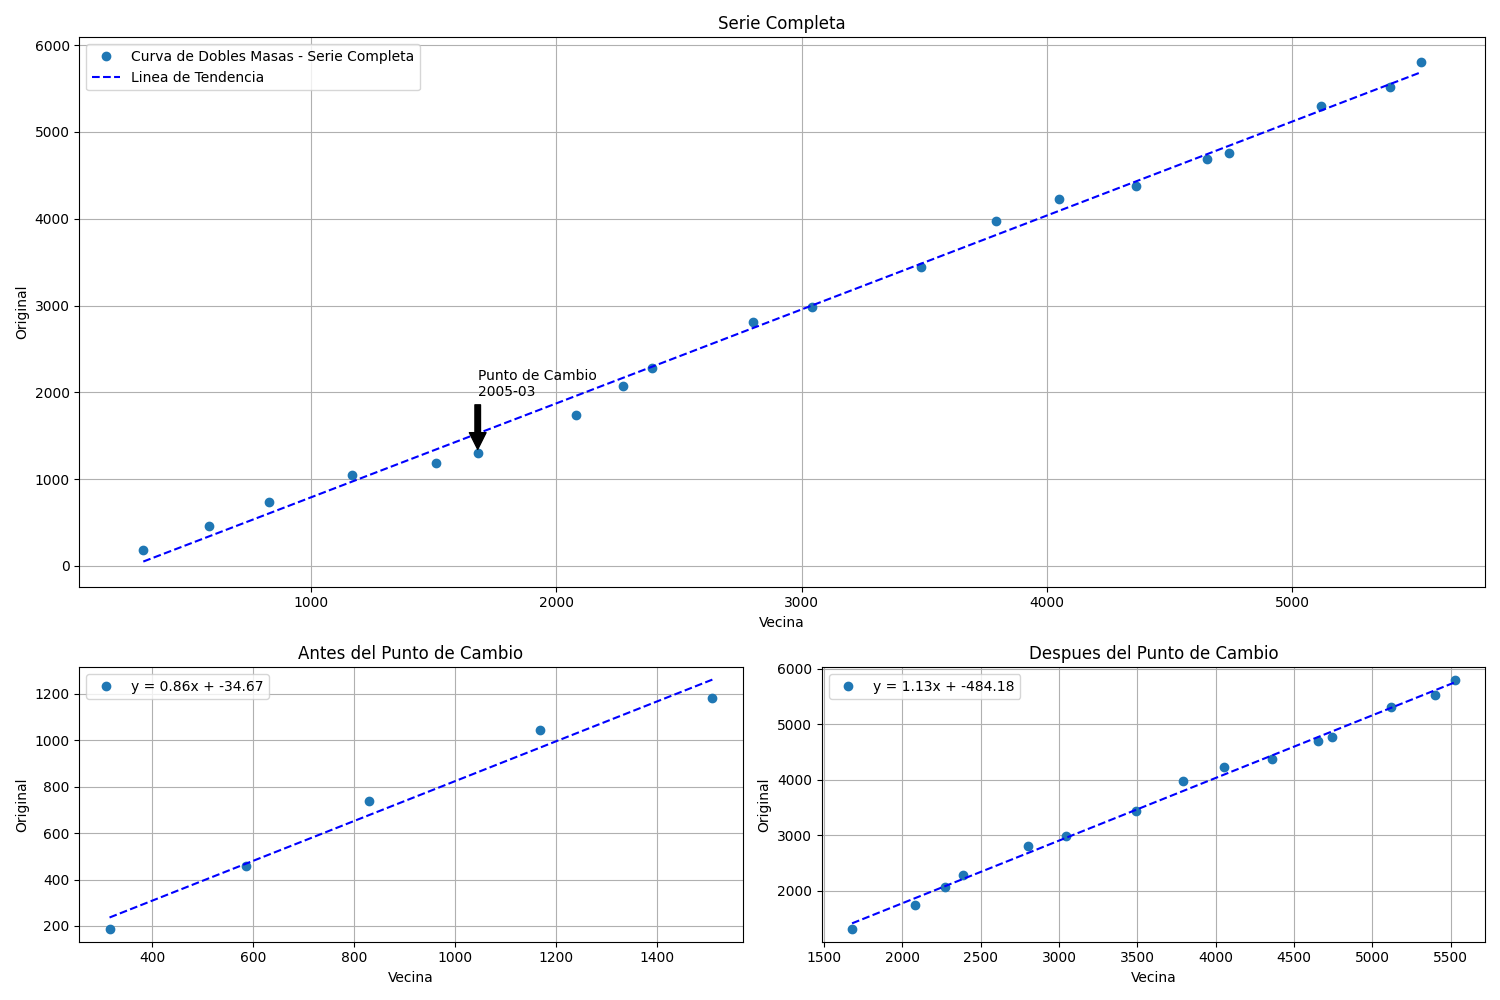 Serie Completa
Curva de Dobles Masas - Serie Completa
Linea de Tendencia
6000
5000
4000
3000
2000
1000
0
Original
Punto de Cambio
2005-03
1000 2000 3000 4000 5000
Vecina
Antes del Punto de Cambio
y = 0.86x + -34.67
1200
1000
800
600
400
200
Original
400 600 800 1000 1200 1400
Vecina
Despues del Punto de Cambio
y = 1.13x + -484.18
6000
5000
4000
3000
2000
Original
1500 2000 2500 3000 3500 4000 4500 5000 5500
Vecina